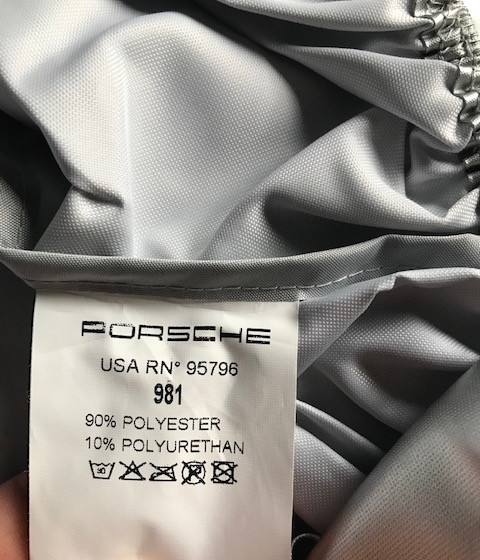 PORSCHE
USA RN° 95796
981
90% POLYESTER
10% POLYURETHAN